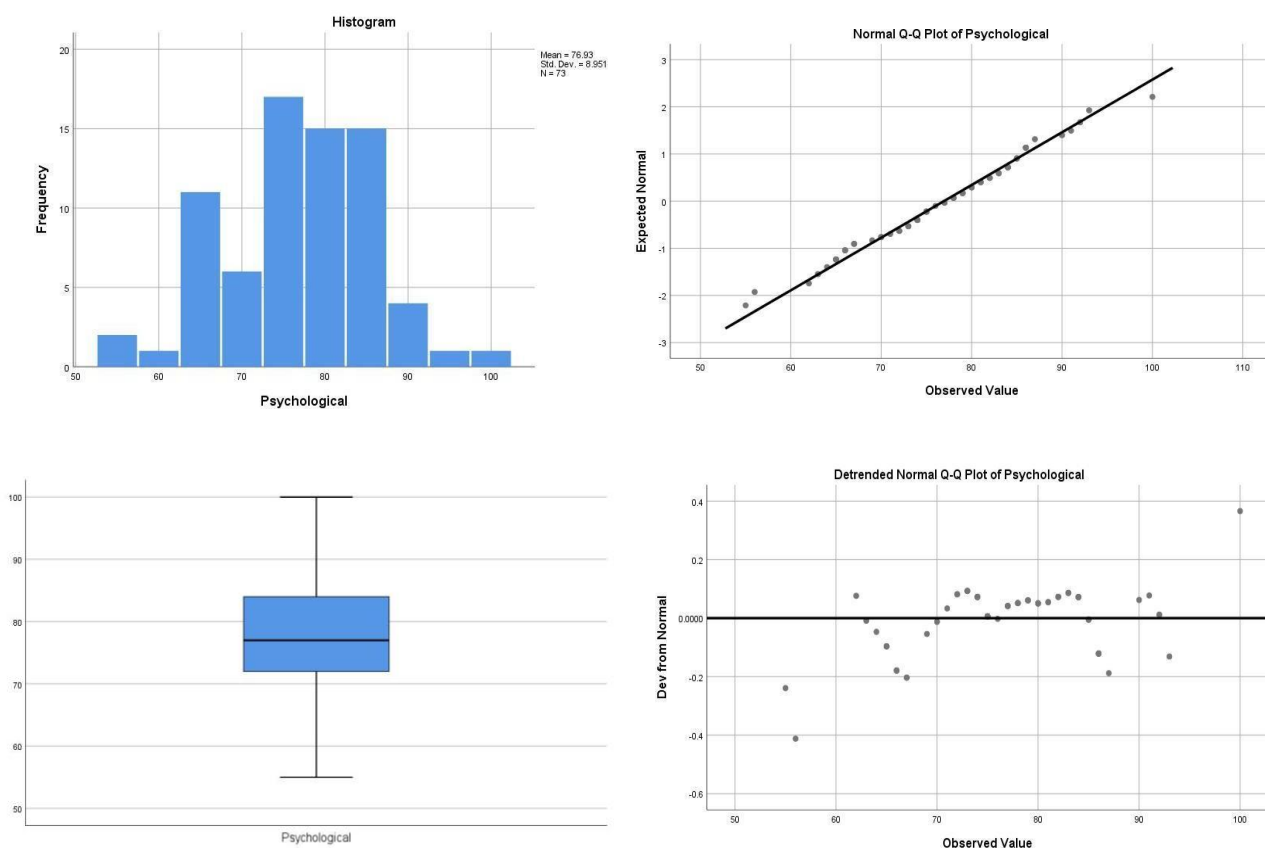 Histogram
Mean = 76.93
Std. Dev. = 8.951
N = 73
20
15
10
5
0
Frequency
50 60 70 80 90 100
Psychological
Normal Q-Q Plot of Psychological
3
2
1
0
-1
-2
-3
Expected Normal
50 60 70 80 90 100 110
Observed Value
100
90
80
70
60
50
Psychological
Detrended Normal Q-Q Plot of Psychological
0.4
0.2
0.0000
-0.2
-0.4
-0.6
Dev from Normal
50 60 70 80 90 100
Observed Value